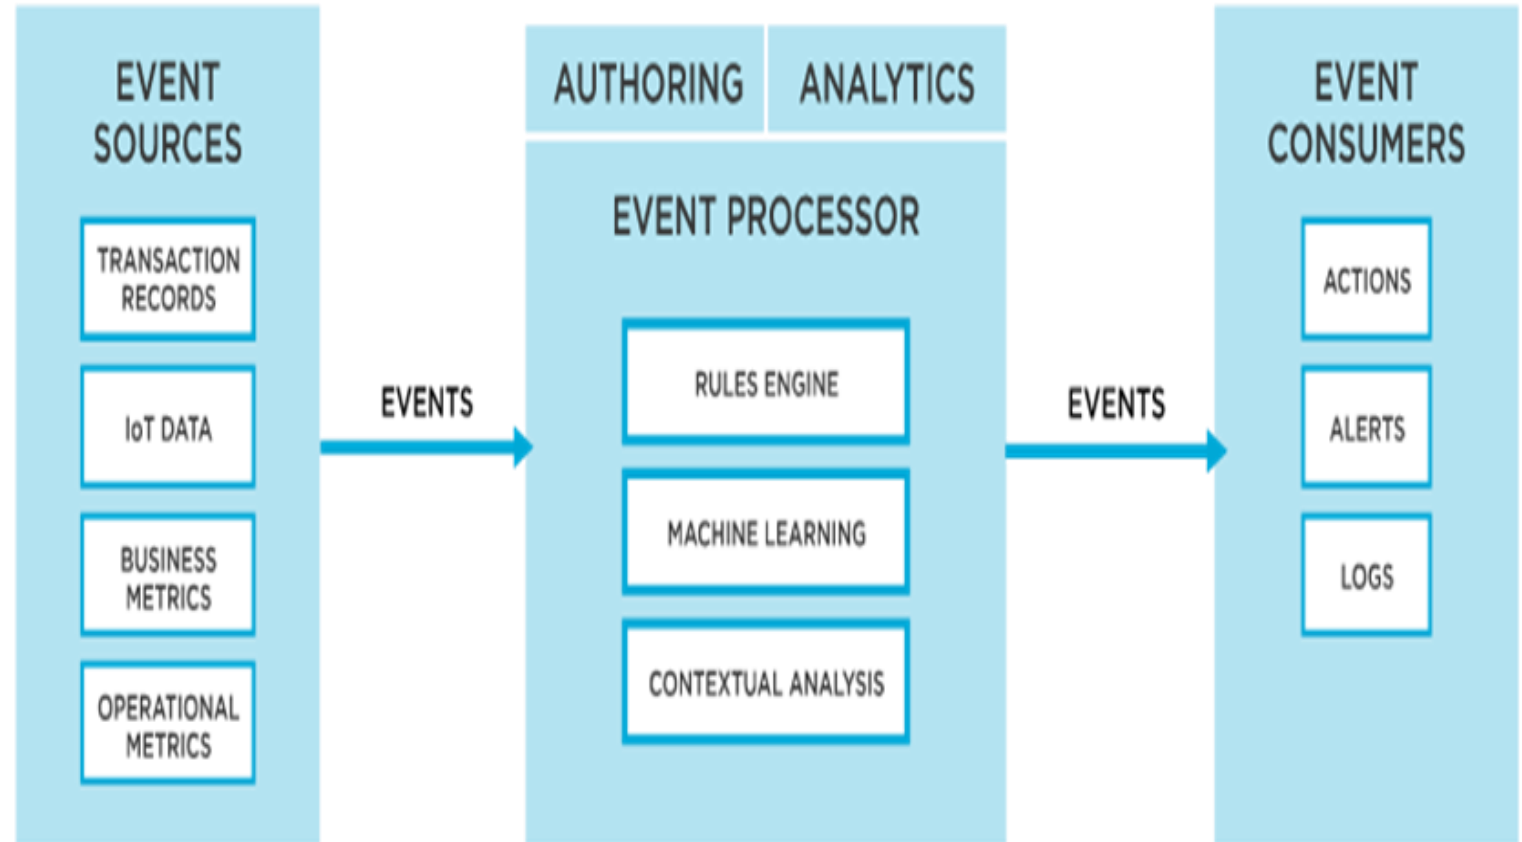 EVENT
SOURCES
TRANSACTION
RECORDS
IoT DATA
BUSINESS
METRICS
OPERATIONAL
METRICS
EVENTS
AUTHORING
ANALYTICS
EVENT PROCESSOR
RULES ENGINE
MACHINE LEARNING
CONTEXTUAL ANALYSIS
EVENTS
EVENT
CONSUMERS
ACTIONS
ALERTS
LOGS